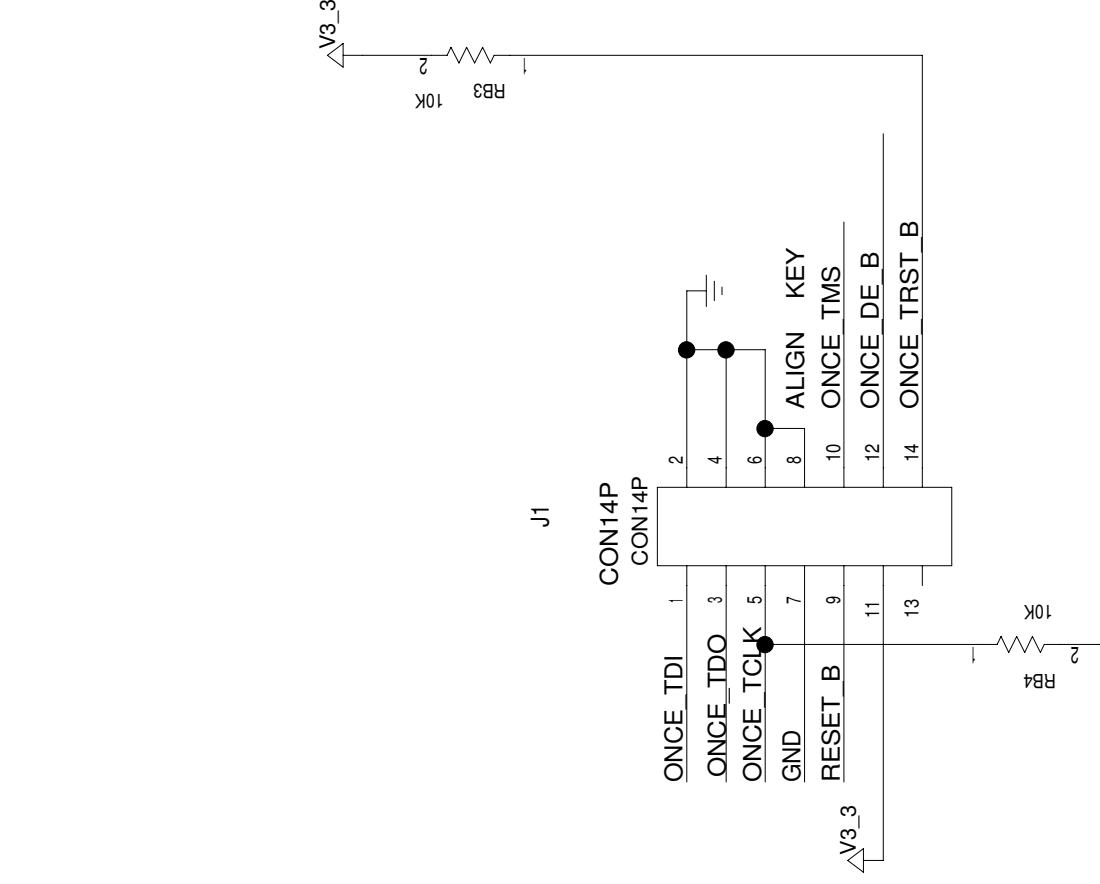 V3_3
2
1
10K
RB3
ALIGN KEY
ONCE_TMS
ONCE_DE_B
ONCE_TRST_B
2
4
6
8
10
12
14
J1
CON14P
CON14P
1
3
5
7
9
11
13
ONCE_TDI
ONCE_TDO
ONCE_TCLK
GND
RESET_B
10K
1
2
RB4
V3_3